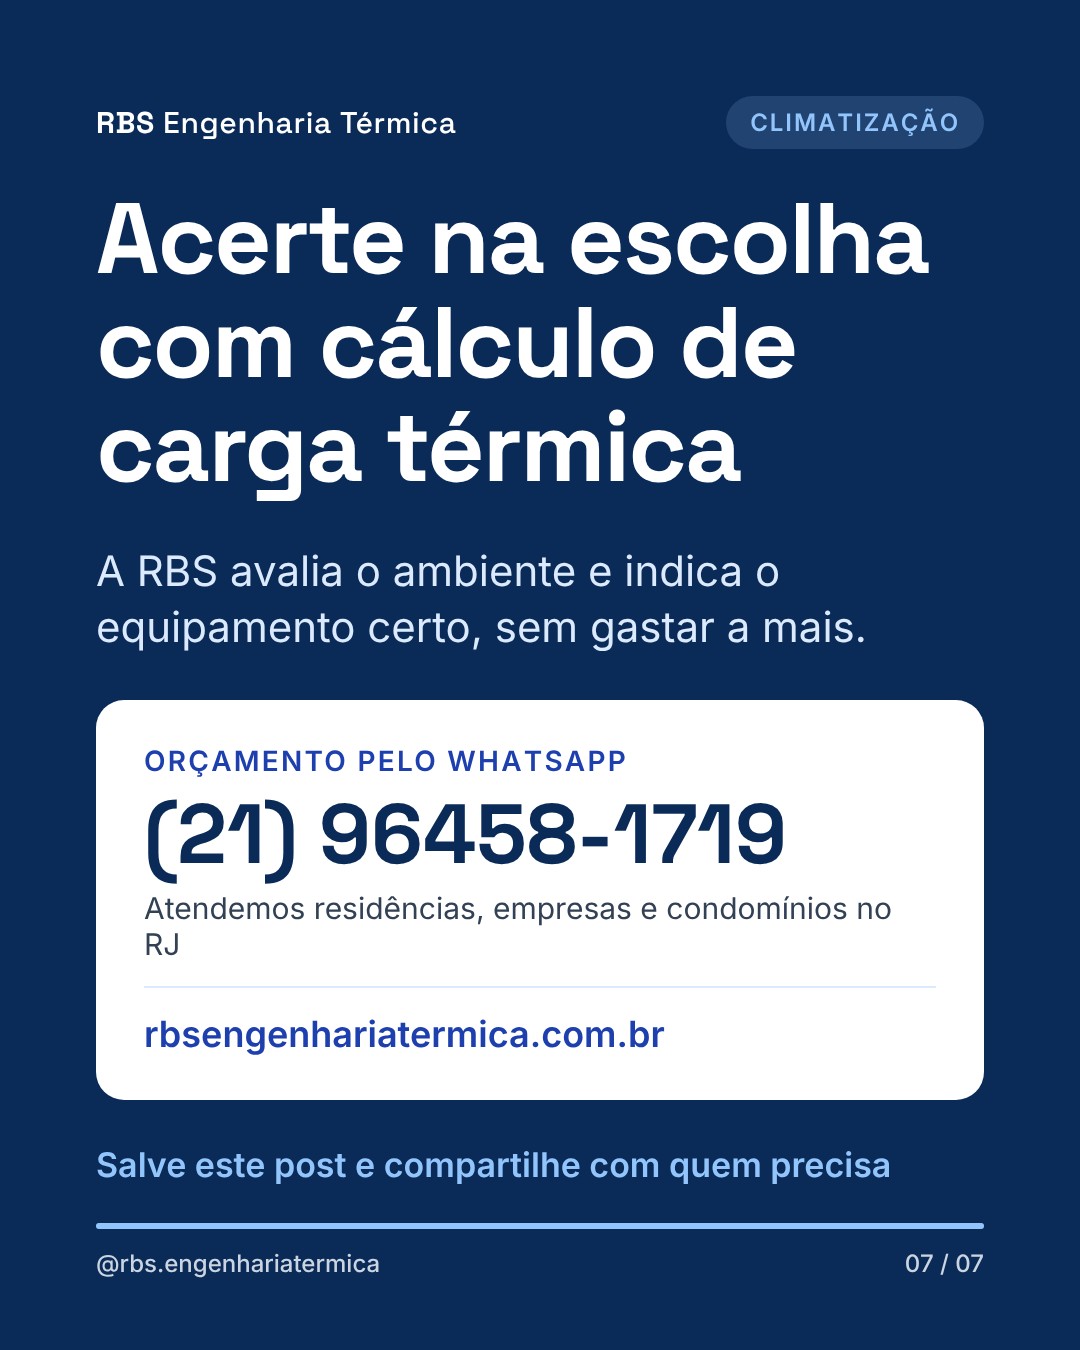 RBS Engenharia Térmica
CLIMATIZAÇÃO
Acerte na escolha
com cálculo de
carga térmica
A RBS avalia o ambiente e indica o
equipamento certo, sem gastar a mais.
ORÇAMENTO PELO WHATSAPP
(21) 96458-1719
Atendemos residências, empresas e condomínios no
RJ
rbsengenhariatermica.com.br
Salve este post e compartilhe com quem precisa
@rbs.engenhariatermica
07 / 07